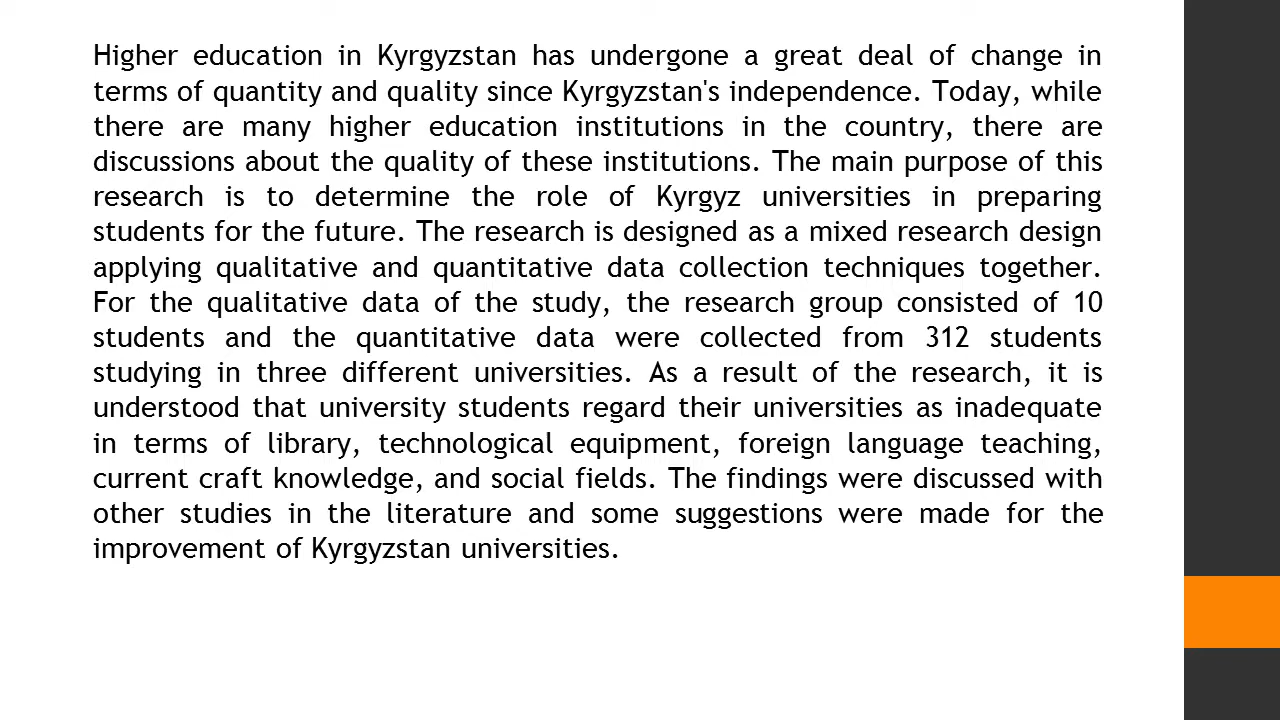 Higher education in Kyrgyzstan has undergone a great deal of change in
terms of quantity and quality since Kyrgyzstan's independence. Today, while
there are many higher education institutions in the country, there are
discussions about the quality of these institutions. The main purpose of this
research is to determine the role of Kyrgyz universities in preparing
students for the future. The research is designed as a mixed research design
applying qualitative and quantitative data collection techniques together.
For the qualitative data of the study, the research group consisted of 10
students and the quantitative data were collected from 312 students
studying in three different universities. As a result of the research, it is
understood that university students regard their universities as inadequate
in terms of library, technological equipment, foreign language teaching,
current craft knowledge, and social fields. The findings were discussed with
other studies in the literature and some suggestions were made for the
improvement of Kyrgyzstan universities.